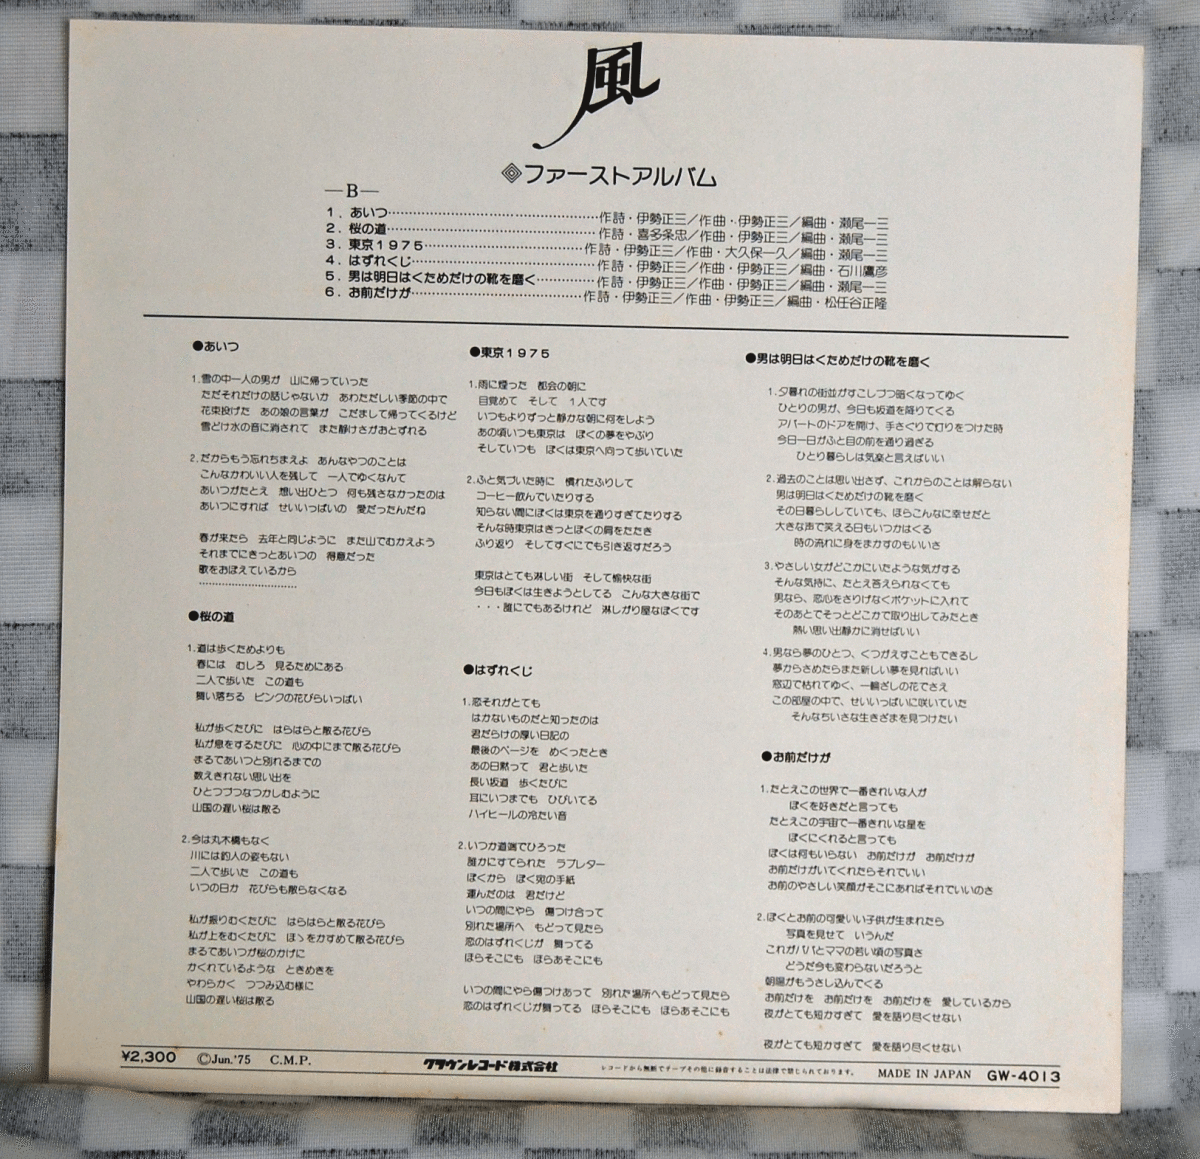 風
ファーストアルバム
—B—
1．あいつ……………………作詩・伊勢正三／作曲・伊勢正三／編曲・瀬尾一三
2．桜の道……………………作詩・喜多条忠／作曲・伊勢正三／編曲・瀬尾一三
3．東京1975………………作詩・伊勢正三／作曲・大久保一久／編曲・瀬尾一三
4．はずれくじ…………………作詩・伊勢正三／作曲・伊勢正三／編曲・石川鷹彦
5．男は明日はくためだけの靴を磨く………作詩・伊勢正三／作曲・伊勢正三／編曲・瀬尾一三
6．お前だけが…………………作詩・伊勢正三／作曲・伊勢正三／編曲・松任谷正隆
●あいつ
1.雪の中一人の男が　山に帰っていった
ただそれだけの話じゃないか　あわただしい季節の中で
花束投げた　あの娘の言葉が　こだまして帰ってくるけど
雪どけ水の音に消されて　また静けさがおとずれる
2.だからもう忘れちまえよ　あんなやつのことは
こんなかわいい人を残して　一人でゆくなんて
あいつがたとえ　想い出ひとつ　何も残さなかったのは
あいつにすれば　せいいっぱいの　愛だったんだね
春が来たら　去年と同じように　また山でむかえよう
それまでにきっとあいつの　得意だった
歌をおぼえているから
………………………
●桜の道
1.道は歩くためよりも
春には　むしろ　見るためにある
二人で歩いた　この道も
舞い落ちる　ピンクの花びらいっぱい
私が歩くたびに　はらはらと散る花びら
私が息をするたびに　心の中にまで散る花びら
まるであいつと別れるまでの
数えきれない思い出を
ひとつづつなつかしむように
山国の遅い桜は散る
2.今は丸木橋もなく
川には釣人の姿もない
二人で歩いた　この道も
いつの日か　花びらも散らなくなる
私が振りむくたびに　はらはらと散る花びら
私が上をむくたびに　ほゝをかすめて散る花びら
まるであいつが桜のかげに
かくれているような　ときめきを
やわらかく　つつみ込む様に
山国の遅い桜は散る
●東京1975
1.雨に煙った　都会の朝に
目覚めて　そして　1人です
いつもよりずっと静かな朝に何をしよう
あの頃いつも東京は　ぼくの夢をやぶり
そしていつも　ぼくは東京へ向って歩いていた
2.ふと気づいた時に　慣れたふりして
コーヒー飲んでいたりする
知らない間にぼくは東京を通りすぎてたりする
そんな時東京はきっとぼくの肩をたたき
ふり返り　そしてすぐにでも引き返すだろう
東京はとても淋しい街　そして愉快な街
今日もぼくは生きようとしてる　こんな大きな街で
・・・誰にでもあるけれど　淋しがり屋なぼくです
●はずれくじ
1.恋それがとても
はかないものだと知ったのは
君だらけの厚い日記の
最後のページを　めくったとき
あの日黙って　君と歩いた
長い坂道　歩くたびに
耳にいつまでも　ひびいてる
ハイヒールの冷たい音
2.いつか道端でひろった
誰かにすてられた　ラブレター
ぼくから　ぼく宛の手紙
運んだのは　君だけど
いつの間にやら　傷つけ合って
別れた場所へ　もどって見たら
恋のはずれくじが　舞ってる
ほらそこにも　ほらあそこにも
いつの間にやら傷つけあって　別れた場所へもどって見たら
恋のはずれくじが舞ってる　ほらそこにも　ほらあそこにも
●男は明日はくためだけの靴を磨く
1.夕暮れの街並がすこしづつ暗くなってゆく
ひとりの男が、今日も坂道を降りてくる
アパートのドアを開け、手さぐりで灯りをつけた時
今日一日がふと目の前を通り過ぎる
ひとり暮らしは気楽と言えばいい
2.過去のことは思い出さず、これからのことは解らない
男は明日はくためだけの靴を磨く
その日暮らししていても、ほらこんなに幸せだと
大きな声で笑える日もいつかはくる
時の流れに身をまかすのもいいさ
3.やさしい女がどこかにいたような気がする
そんな気持に、たとえ答えられなくても
男なら、恋心をさりげなくポケットに入れて
そのあとでそっとどこかで取り出してみたとき
熱い思い出静かに消せばいい
4.男なら夢のひとつ、くつがえすこともできるし
夢からさめたらまた新しい夢を見ればいい
窓辺で枯れてゆく、一輪ざしの花でさえ
この部屋の中で、せいいっぱいに咲いていた
そんなちいさな生きざまを見つけたい
●お前だけが
1.たとえこの世界で一番きれいな人が
ぼくを好きだと言っても
たとえこの宇宙で一番きれいな星を
ぼくにくれると言っても
ぼくは何もいらない　お前だけが　お前だけが
お前だけがいてくれたらそれでいい
お前のやさしい笑顔がそこにあればそれでいいのさ
2.ぼくとお前の可愛いい子供が生まれたら
写真を見せて　いうんだ
これがパパとママの若い頃の写真さ
どうだ今も変わらないだろうと
朝陽がもうさし込んでくる
お前だけを　お前だけを　お前だけを　愛しているから
夜がとても短かすぎて　愛を語り尽くせない
夜がとても短かすぎて　愛を語り尽くせない
¥2,300　©Jun.'75　C.M.P.　クラウンレコード株式会社　レコードから無断でテープその他に録音することは法律で禁じられております。　MADE IN JAPAN　GW-4013